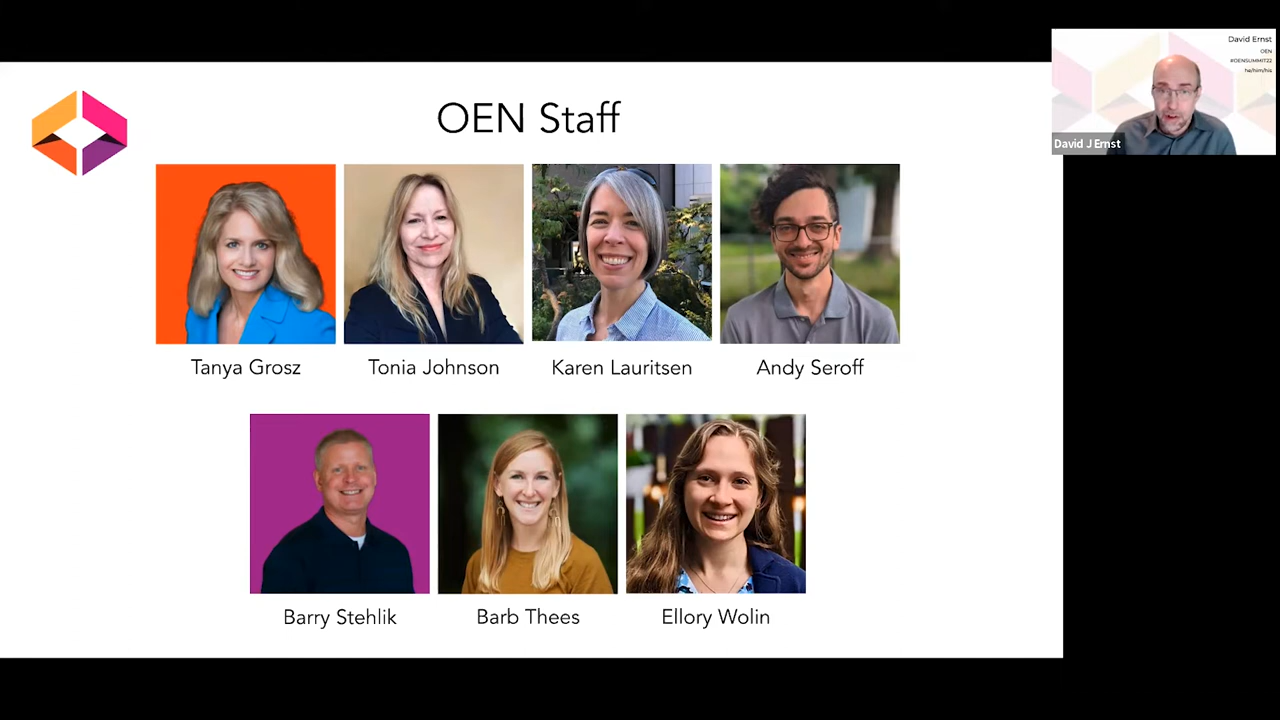 OEN Staff
Tanya Grosz
Tonia Johnson
Karen Lauritsen
Andy Seroff
Barry Stehlik
Barb Thees
Ellory Wolin
David Ernst
OEN
#OENSUMMIT22
he/him/his
David J Ernst